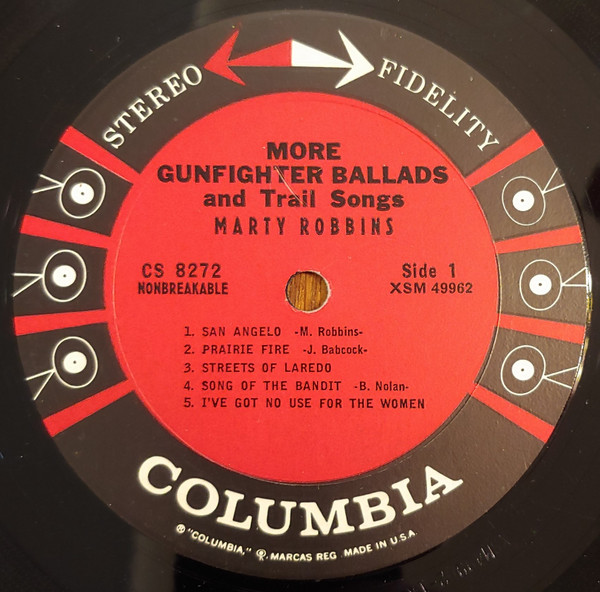 STEREO FIDELITY
MORE
GUNFIGHTER BALLADS
and Trail Songs
MARTY ROBBINS
CS 8272
NONBREAKABLE
Side 1
XSM 49962
1. SAN ANGELO -M. Robbins-
2. PRAIRIE FIRE -J. Babcock-
3. STREETS OF LAREDO
4. SONG OF THE BANDIT -B. Nolan-
5. I'VE GOT NO USE FOR THE WOMEN
COLUMBIA
® "COLUMBIA," ®, MARCAS REG. MADE IN U.S.A.